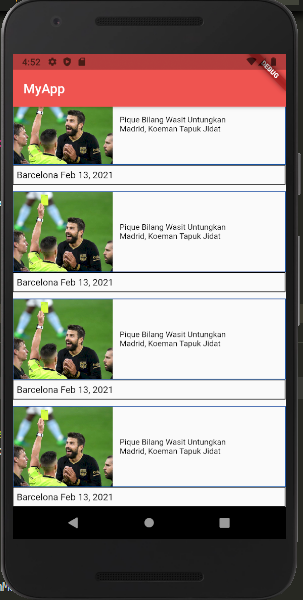 4:52
DEBUG
MyApp
Pique Bilang Wasit Untungkan
Madrid, Koeman Tapuk Jidat
Barcelona Feb 13, 2021
Pique Bilang Wasit Untungkan
Madrid, Koeman Tapuk Jidat
Barcelona Feb 13, 2021
Pique Bilang Wasit Untungkan
Madrid, Koeman Tapuk Jidat
Barcelona Feb 13, 2021
Pique Bilang Wasit Untungkan
Madrid, Koeman Tapuk Jidat
Barcelona Feb 13, 2021